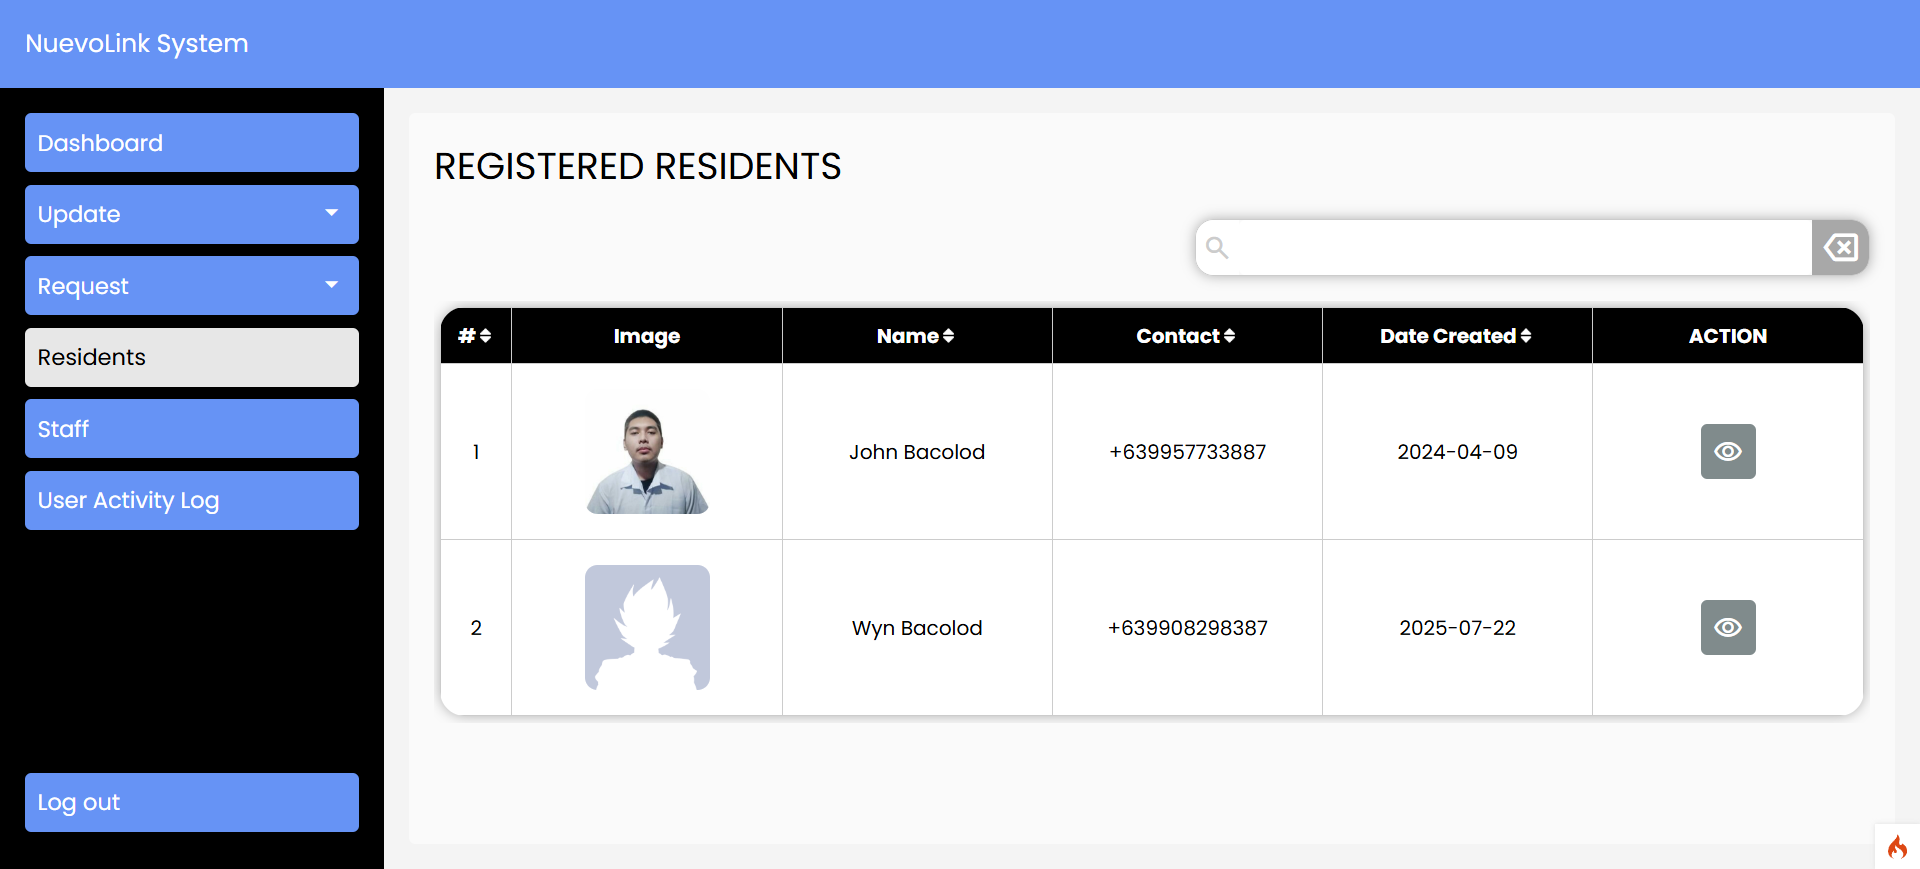 NuevoLink System
Dashboard
Update
Request
Residents
Staff
User Activity Log
Log out
REGISTERED RESIDENTS
# Image Name Contact Date Created ACTION
1 John Bacolod +639957733887 2024-04-09
2 Wyn Bacolod +639908298387 2025-07-22